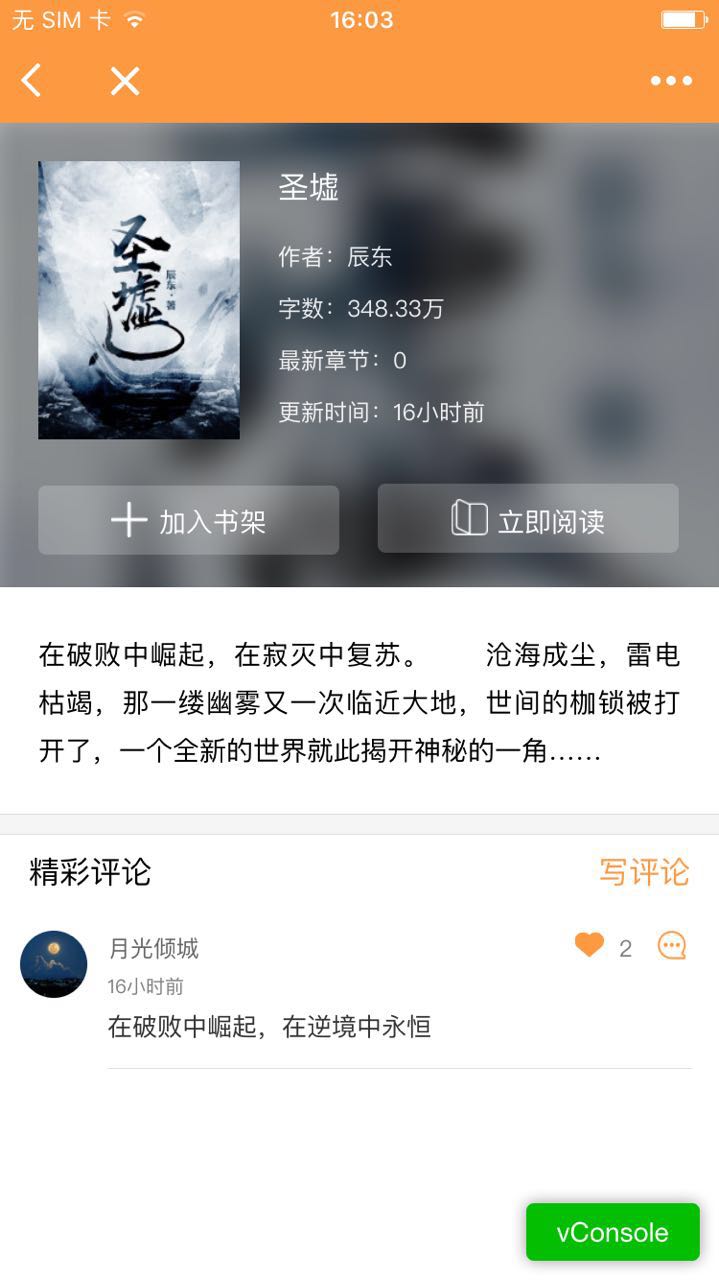 无 SIM 卡
16:03
圣墟
辰东·著
圣墟
作者：辰东
字数：348.33万
最新章节：0
更新时间：16小时前
加入书架
立即阅读
在破败中崛起，在寂灭中复苏。　　沧海成尘，雷电
枯竭，那一缕幽雾又一次临近大地，世间的枷锁被打
开了，一个全新的世界就此揭开神秘的一角……
精彩评论
写评论
月光倾城
2
16小时前
在破败中崛起，在逆境中永恒
vConsole